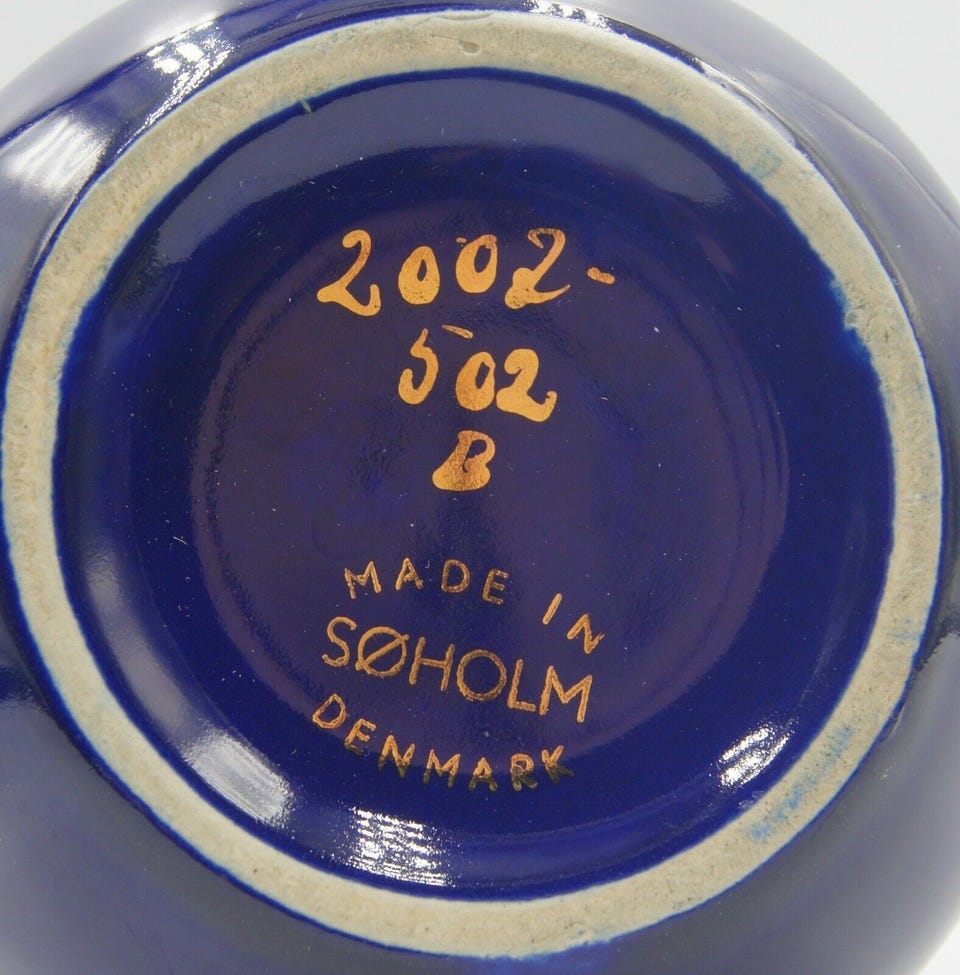 2002-
502
B
MADE IN
SØHOLM
DENMARK